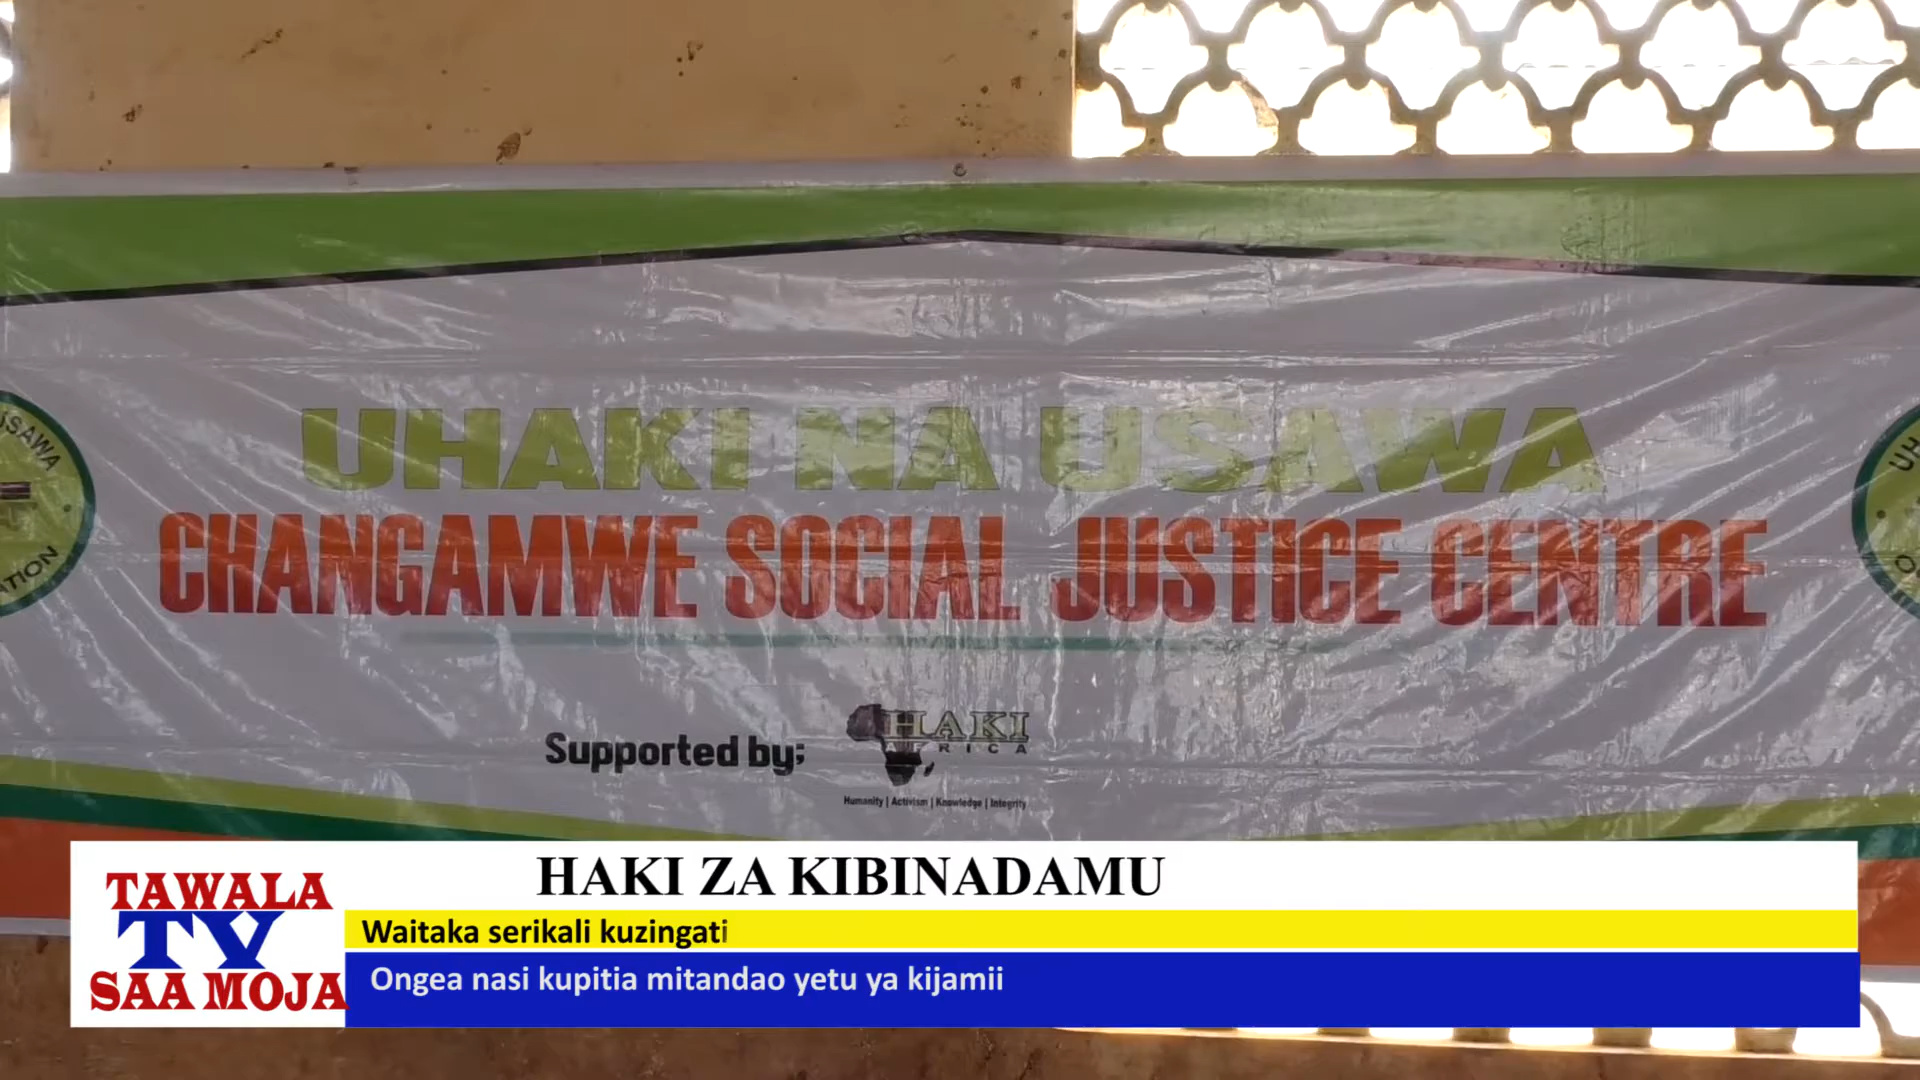 UHAKI NA USAWA
CHANGAMWE SOCIAL JUSTICE CENTRE
USAWA
Supported by;
HAKI
AFRICA
Humanity | Activism | Knowledge | Integrity
HAKI ZA KIBINADAMU
TAWALA
TV
SAA MOJA
Waitaka serikali kuzingati
Ongea nasi kupitia mitandao yetu ya kijamii